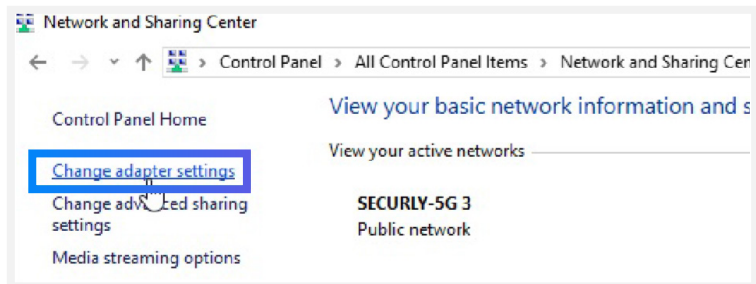 Network and Sharing Center
Control Panel > All Control Panel Items > Network and Sharing Cen
Control Panel Home
View your basic network information and s
Change adapter settings
View your active networks
Change sharing
settings
SECURLY-5G 3
Public network
Media streaming options